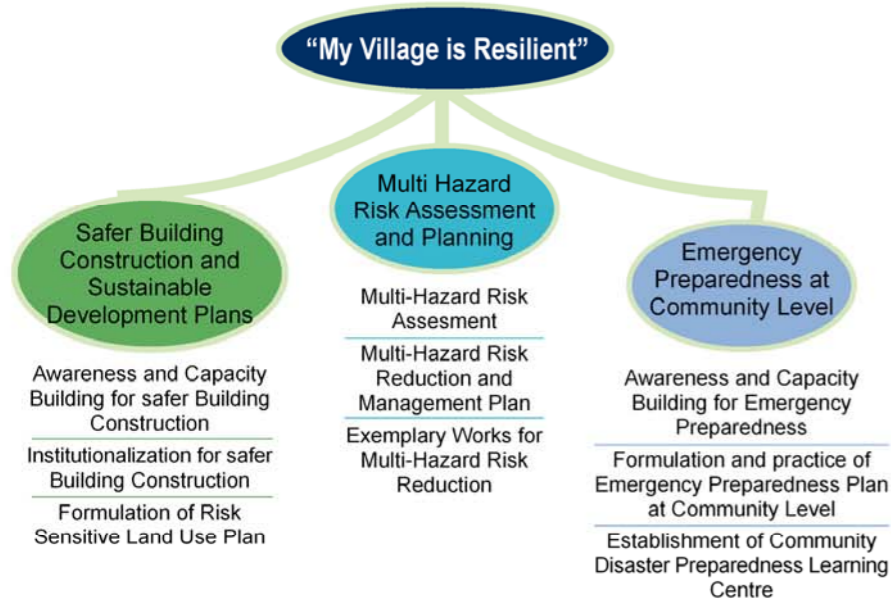 “My Village is Resilient”
Safer Building
Construction and
Sustainable
Development Plans
Awareness and Capacity
Building for safer Building
Construction
Institutionalization for safer
Building Construction
Formulation of Risk
Sensitive Land Use Plan
Multi Hazard
Risk Assessment
and Planning
Multi-Hazard Risk
Assesment
Multi-Hazard Risk
Reduction and
Management Plan
Exemplary Works for
Multi-Hazard Risk
Reduction
Emergency
Preparedness at
Community Level
Awareness and Capacity
Building for Emergency
Preparedness
Formulation and practice of
Emergency Preparedness Plan
at Community Level
Establishment of Community
Disaster Preparedness Learning
Centre